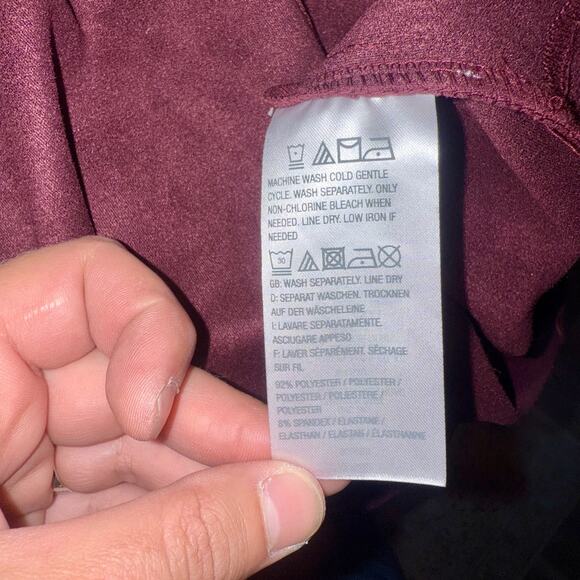 MACHINE WASH COLD GENTLE
CYCLE. WASH SEPARATELY. ONLY
NON-CHLORINE BLEACH WHEN
NEEDED. LINE DRY. LOW IRON IF
NEEDED
30
GB: WASH SEPARATELY. LINE DRY
D: SEPARAT WASCHEN. TROCKNEN
AUF DER WÄSCHELEINE
I: LAVARE SEPARATAMENTE.
ASCIUGARE APPESO
F: LAVER SÉPARÉMENT. SÉCHAGE
SUR FIL
92% POLYESTER / POLYESTER /
POLYESTER / POLIESTERE /
POLYESTER
8% SPANDEX / ELASTANE /
ELASTHAN / ELASTAN / ÉLASTHANNE